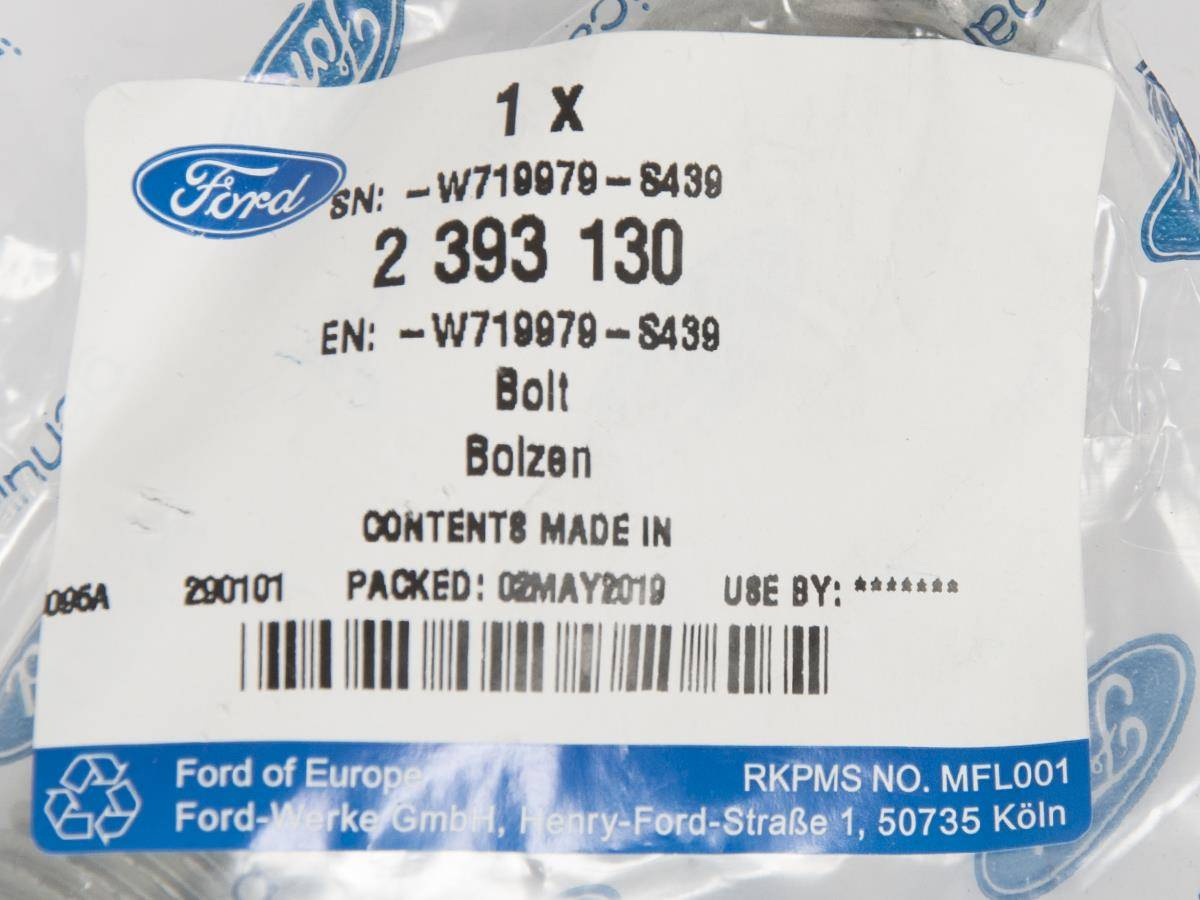 1 X
Ford
SN: -W719979-S439
2 393 130
EN: -W719979-S439
Bolt
Bolzen
CONTENTS MADE IN
096A 290101 PACKED: 02MAY2019 USE BY: *******
Ford of Europe RKPMS NO. MFL001
Ford-Werke GmbH, Henry-Ford-Straße 1, 50735 Köln